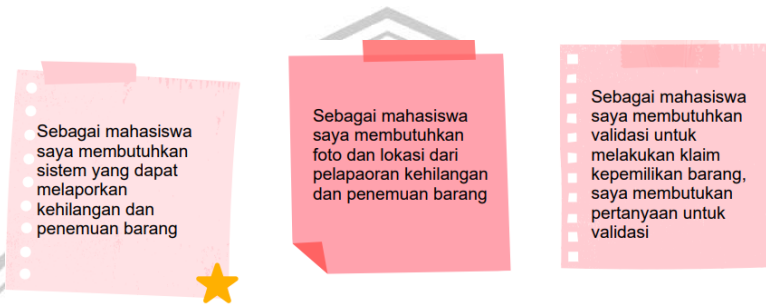 Sebagai mahasiswa
saya membutuhkan
sistem yang dapat
melaporkan
kehilangan dan
penemuan barang
Sebagai mahasiswa
saya membutuhkan
foto dan lokasi dari
pelapaoran kehilangan
dan penemuan barang
Sebagai mahasiswa
saya membutuhkan
validasi untuk
melakukan klaim
kepemilikan barang,
saya membutukan
pertanyaan untuk
validasi